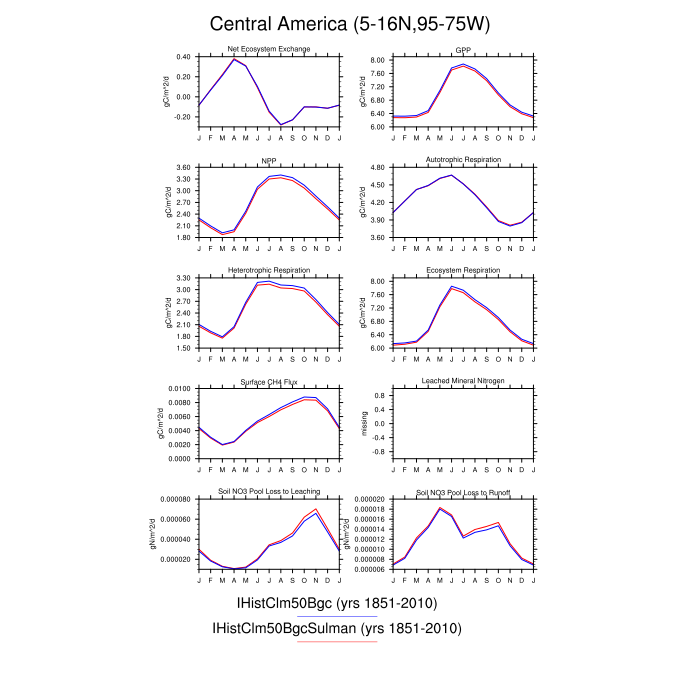 Central America (5-16N,95-75W)
Net Ecosystem Exchange
GPP
gC/m^2/d
0.40
0.20
0.00
-0.20
J F M A M J J A S O N D J
gC/m^2/d
8.00
7.60
7.20
6.80
6.40
6.00
J F M A M J J A S O N D J
NPP
Autotrophic Respiration
gC/m^2/d
3.60
3.30
3.00
2.70
2.40
2.10
1.80
J F M A M J J A S O N D J
gC/m^2/d
4.80
4.50
4.20
3.90
3.60
J F M A M J J A S O N D J
Heterotrophic Respiration
Ecosystem Respiration
gC/m^2/d
3.30
3.00
2.70
2.40
2.10
1.80
1.50
J F M A M J J A S O N D J
gC/m^2/d
8.00
7.60
7.20
6.80
6.40
6.00
J F M A M J J A S O N D J
Surface CH4 Flux
Leached Mineral Nitrogen
gC/m^2/d
0.0100
0.0080
0.0060
0.0040
0.0020
0.0000
J F M A M J J A S O N D J
missing
0.8
0.4
-0.0
-0.4
-0.8
J F M A M J J A S O N D J
Soil NO3 Pool Loss to Leaching
Soil NO3 Pool Loss to Runoff
gN/m^2/d
0.000080
0.000060
0.000040
0.000020
J F M A M J J A S O N D J
gN/m^2/d
0.000020
0.000018
0.000016
0.000014
0.000012
0.000010
0.000008
0.000006
J F M A M J J A S O N D J
IHistClm50Bgc (yrs 1851-2010)
IHistClm50BgcSulman (yrs 1851-2010)